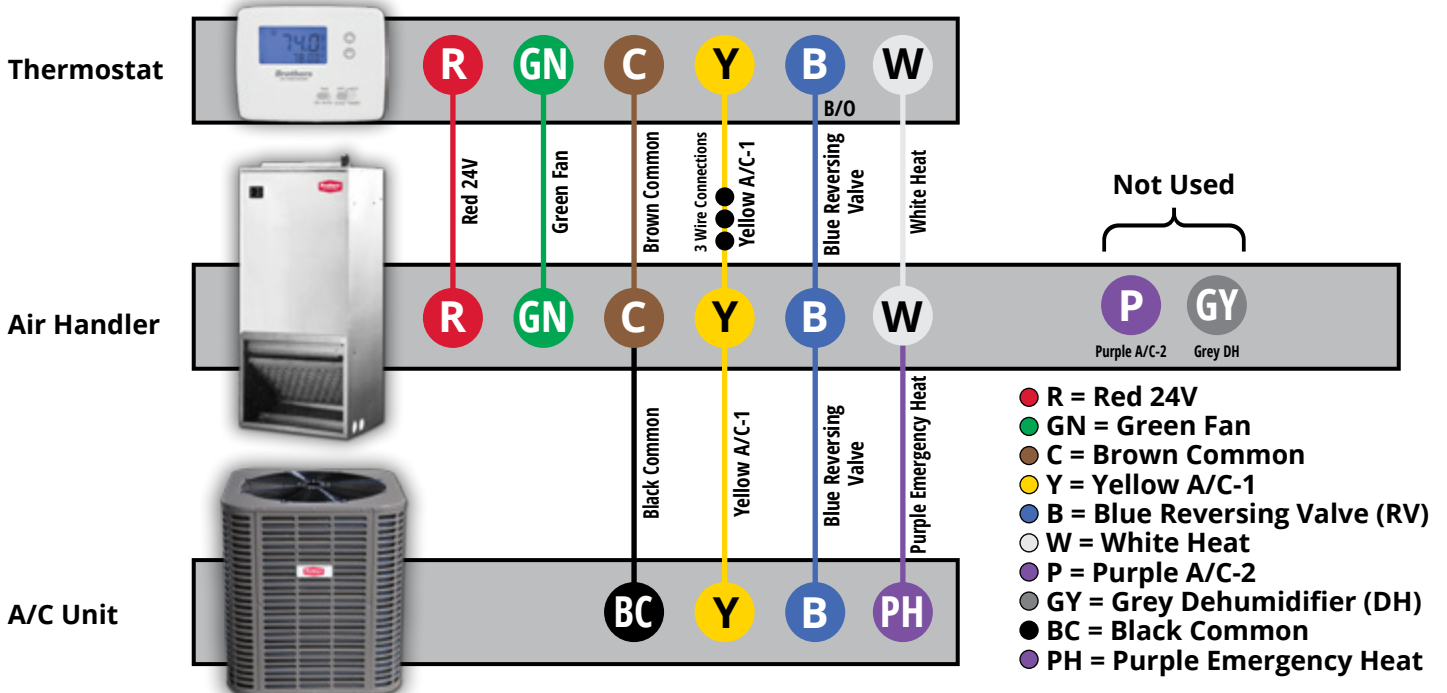 Thermostat
74.0
Brothers
R
GN
C
Y
B
W
B/O
Red 24V
Green Fan
Brown Common
3 Wire Connections
Yellow A/C-1
Blue Reversing
Valve
White Heat
Not Used
Air Handler
R
GN
C
Y
B
W
P
GY
Purple A/C-2
Grey DH
Black Common
Yellow A/C-1
Blue Reversing
Valve
Purple Emergency Heat
A/C Unit
BC
Y
B
PH
R = Red 24V
GN = Green Fan
C = Brown Common
Y = Yellow A/C-1
B = Blue Reversing Valve (RV)
W = White Heat
P = Purple A/C-2
GY = Grey Dehumidifier (DH)
BC = Black Common
PH = Purple Emergency Heat